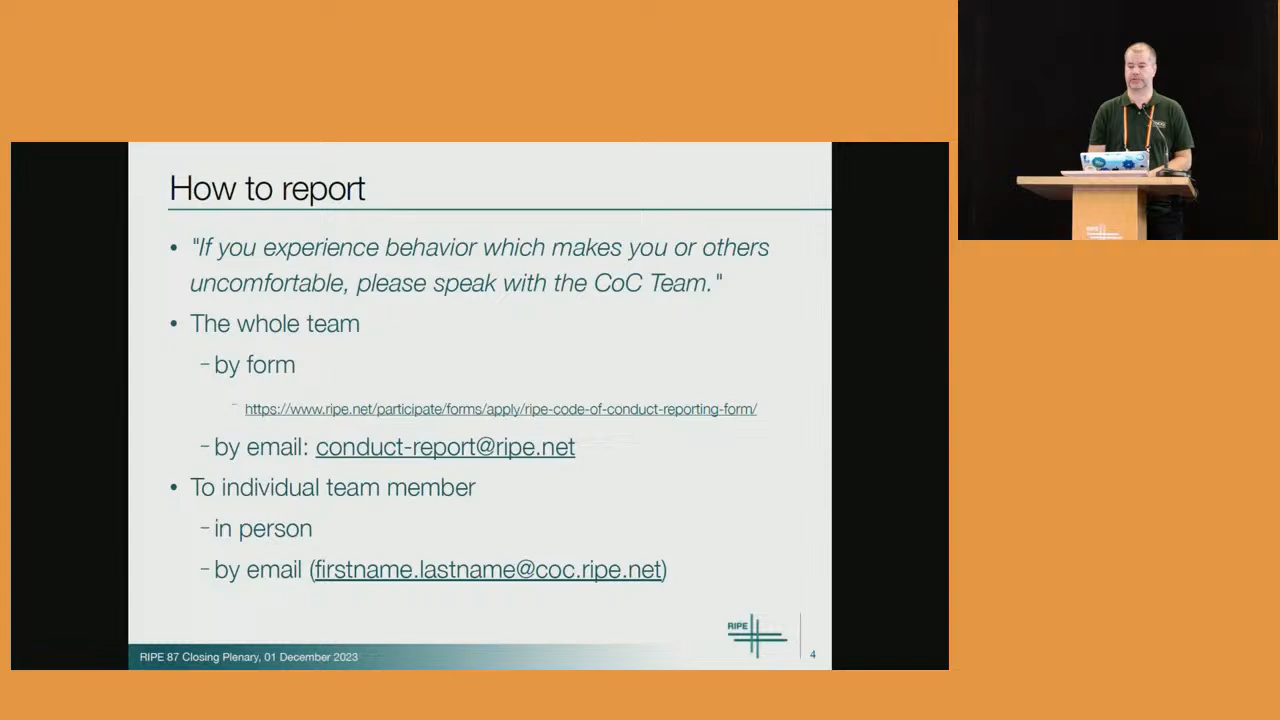 How to report
• "If you experience behavior which makes you or others
uncomfortable, please speak with the CoC Team."
• The whole team
– by form
– https://www.ripe.net/participate/forms/apply/ripe-code-of-conduct-reporting-form/
– by email: conduct-report@ripe.net
• To individual team member
– in person
– by email (firstname.lastname@coc.ripe.net)
RIPE
RIPE 87 Closing Plenary, 01 December 2023
4
RIPE